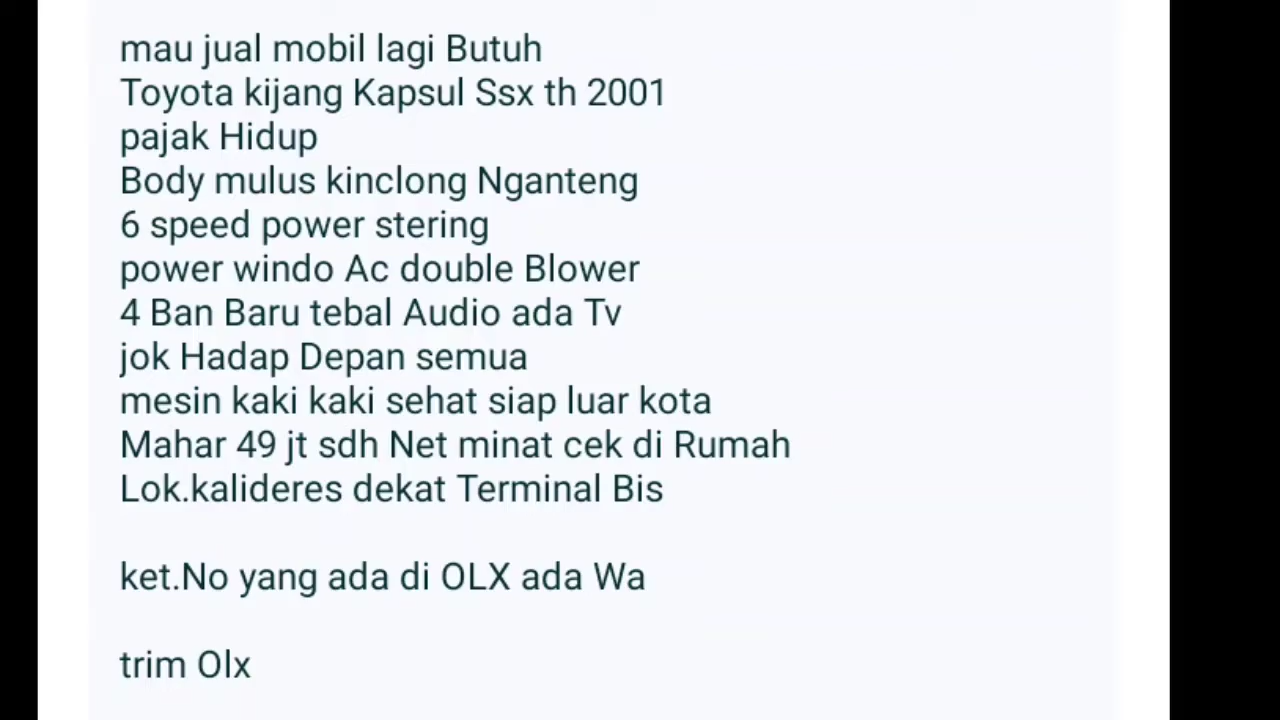 mau jual mobil lagi Butuh
Toyota kijang Kapsul Ssx th 2001
pajak Hidup
Body mulus kinclong Nganteng
6 speed power stering
power windo Ac double Blower
4 Ban Baru tebal Audio ada Tv
jok Hadap Depan semua
mesin kaki kaki sehat siap luar kota
Mahar 49 jt sdh Net minat cek di Rumah
Lok.kalideres dekat Terminal Bis
ket.No yang ada di OLX ada Wa
trim Olx